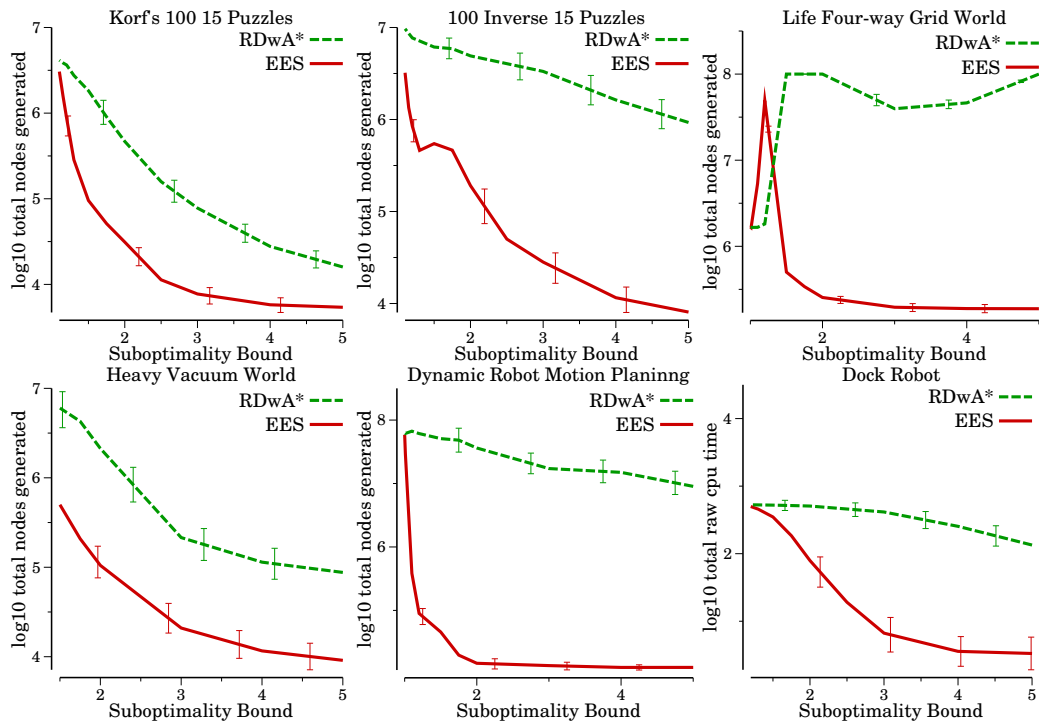 Korf's 100 15 Puzzles
RDwA*
EES
log10 total nodes generated
7
6
5
4
2
3
4
5
Suboptimality Bound
100 Inverse 15 Puzzles
RDwA*
EES
log10 total nodes generated
7
6
5
4
2
3
4
5
Suboptimality Bound
Life Four-way Grid World
RDwA*
EES
log10 total nodes generated
8
6
2
4
Suboptimality Bound
Heavy Vacuum World
RDwA*
EES
log10 total nodes generated
7
6
5
4
2
3
4
5
Suboptimality Bound
Dynamic Robot Motion Planinng
RDwA*
EES
log10 total nodes generated
8
6
2
4
Suboptimality Bound
Dock Robot
RDwA*
EES
log10 total raw cpu time
4
2
2
3
4
5
Suboptimality Bound